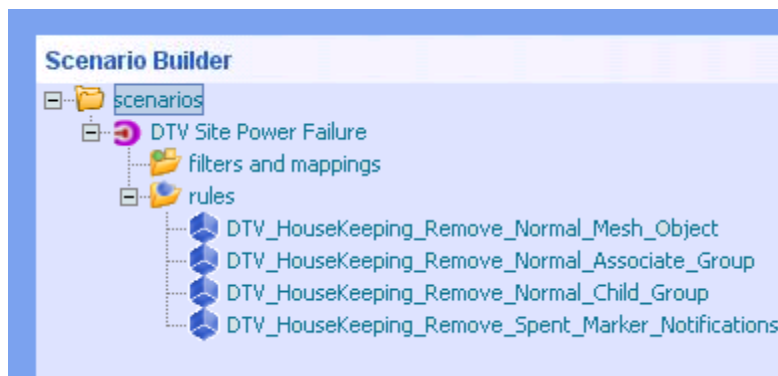 Scenario Builder
scenarios
DTV Site Power Failure
filters and mappings
rules
DTV_HouseKeeping_Remove_Normal_Mesh_Object
DTV_HouseKeeping_Remove_Normal_Associate_Group
DTV_HouseKeeping_Remove_Normal_Child_Group
DTV_HouseKeeping_Remove_Spent_Marker_Notifications